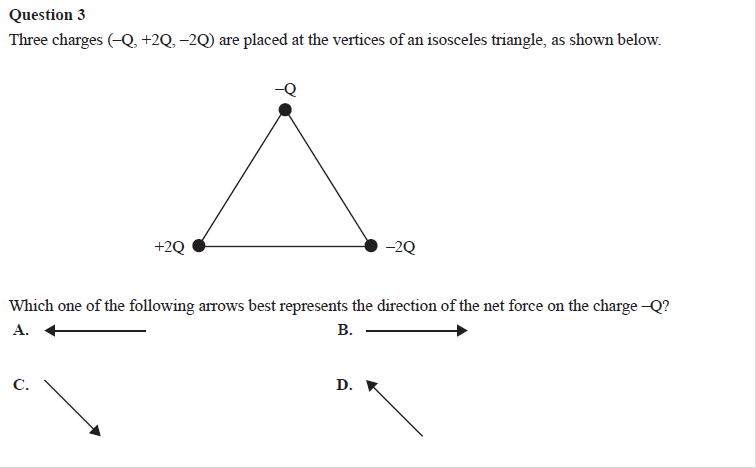 Question 3
Three charges (–Q, +2Q, –2Q) are placed at the vertices of an isosceles triangle, as shown below.
–Q
+2Q
–2Q
Which one of the following arrows best represents the direction of the net force on the charge –Q?
A.
B.
C.
D.